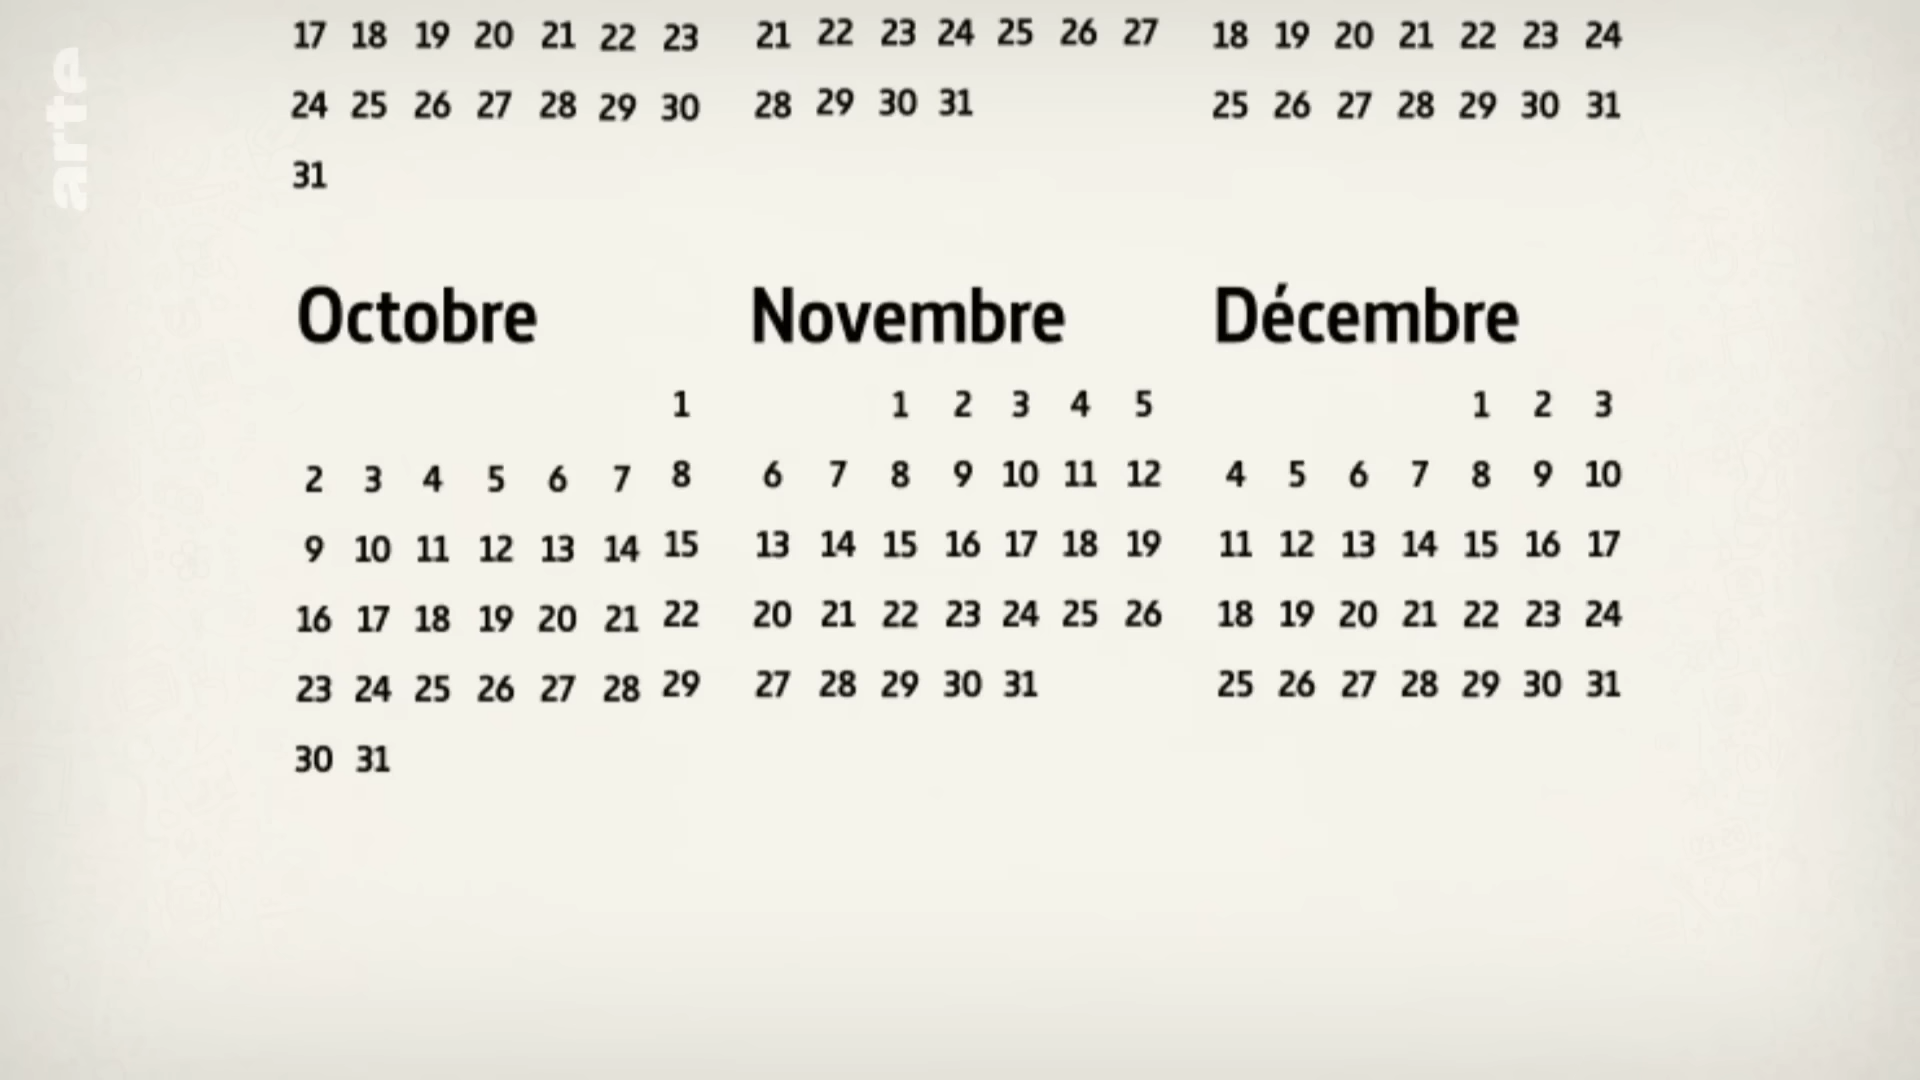 arte
17 18 19 20 21 22 23
24 25 26 27 28 29 30
31
21 22 23 24 25 26 27
28 29 30 31
18 19 20 21 22 23 24
25 26 27 28 29 30 31
Octobre
1
2 3 4 5 6 7 8
9 10 11 12 13 14 15
16 17 18 19 20 21 22
23 24 25 26 27 28 29
30 31
Novembre
1 2 3 4 5
6 7 8 9 10 11 12
13 14 15 16 17 18 19
20 21 22 23 24 25 26
27 28 29 30 31
Décembre
1 2 3
4 5 6 7 8 9 10
11 12 13 14 15 16 17
18 19 20 21 22 23 24
25 26 27 28 29 30 31